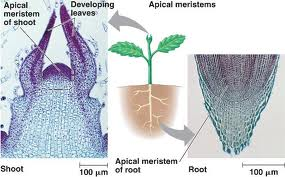 Apical
meristem
of shoot
Developing
leaves
Apical meristems
Apical meristem
of root
Shoot
100 µm
Root
100 µm